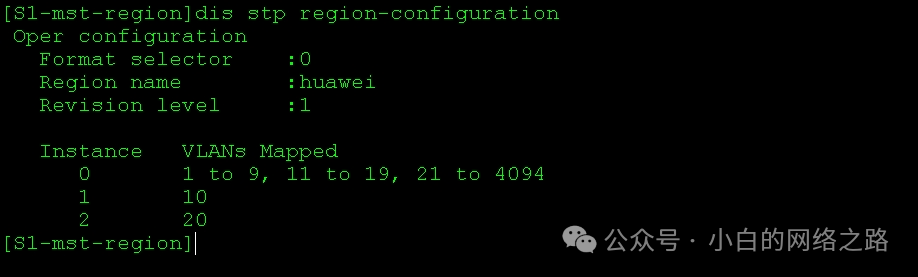 [S1-mst-region]dis stp region-configuration
 Oper configuration
   Format selector    :0
   Region name        :huawei
   Revision level     :1

   Instance   VLANs Mapped
      0       1 to 9, 11 to 19, 21 to 4094
      1       10
      2       20
[S1-mst-region]
公众号 · 小白的网络之路